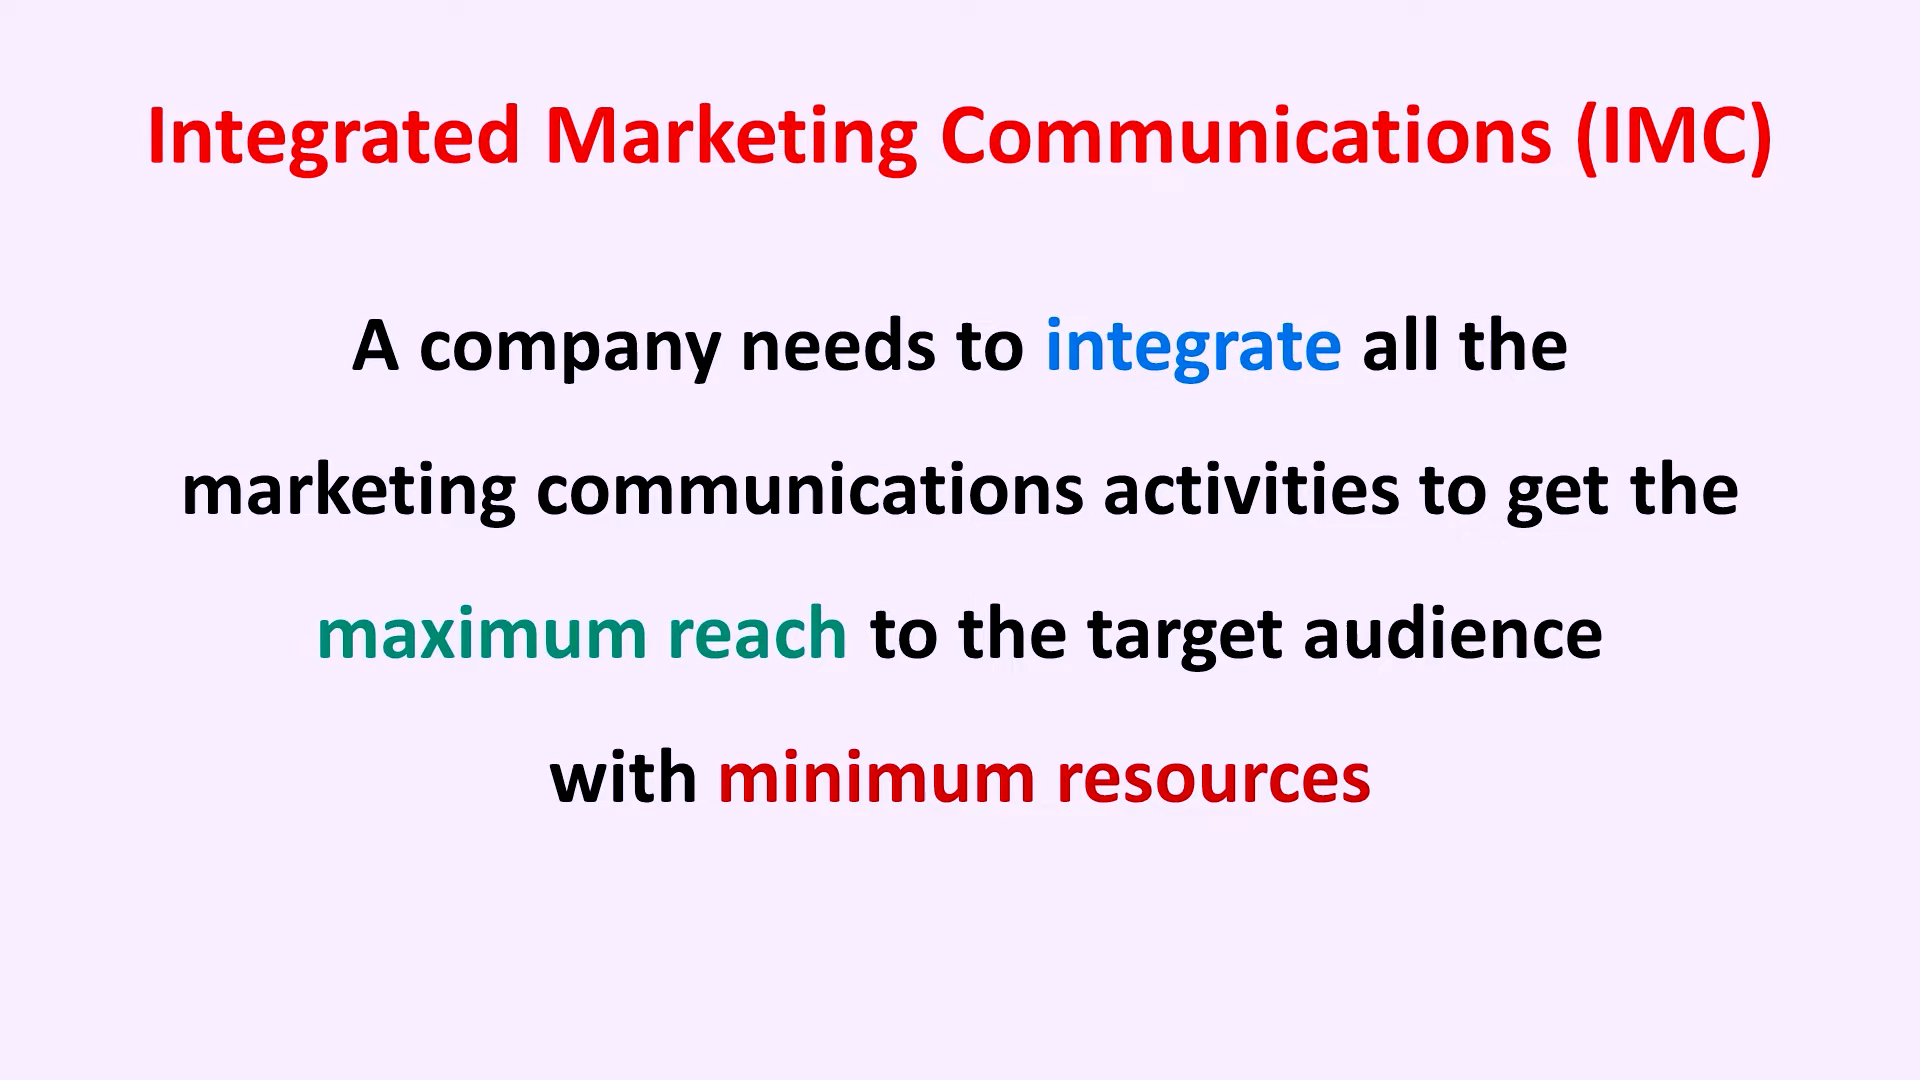 Integrated Marketing Communications (IMC)
A company needs to integrate all the
marketing communications activities to get the
maximum reach to the target audience
with minimum resources